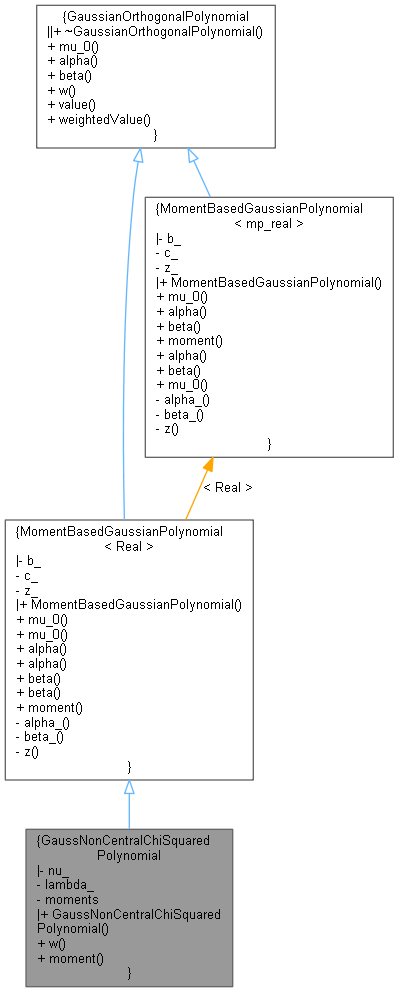 {GaussianOrthogonalPolynomial
||+ ~GaussianOrthogonalPolynomial()
+ mu_0()
+ alpha()
+ beta()
+ w()
+ value()
+ weightedValue()
}
{MomentBasedGaussianPolynomial
< mp_real >
|- b_
- c_
- z_
|+ MomentBasedGaussianPolynomial()
+ mu_0()
+ alpha()
+ beta()
+ moment()
+ alpha()
+ beta()
+ mu_0()
- alpha_()
- beta_()
- z()
}
< Real >
{MomentBasedGaussianPolynomial
< Real >
|- b_
- c_
- z_
|+ MomentBasedGaussianPolynomial()
+ mu_0()
+ mu_0()
+ alpha()
+ alpha()
+ beta()
+ beta()
+ moment()
- alpha_()
- beta_()
- z()
}
{GaussNonCentralChiSquared
Polynomial
|- nu_
- lambda_
- moments
|+ GaussNonCentralChiSquared
Polynomial()
+ w()
+ moment()
}